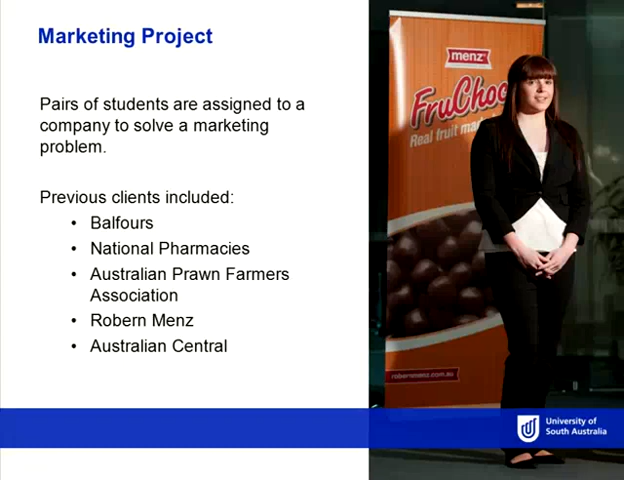 Marketing Project
Pairs of students are assigned to a
company to solve a marketing
problem.
Previous clients included:
• Balfours
• National Pharmacies
• Australian Prawn Farmers
Association
• Robern Menz
• Australian Central
menz
FruChoc
Real fruit
robernmenz.com.au
University of
South Australia